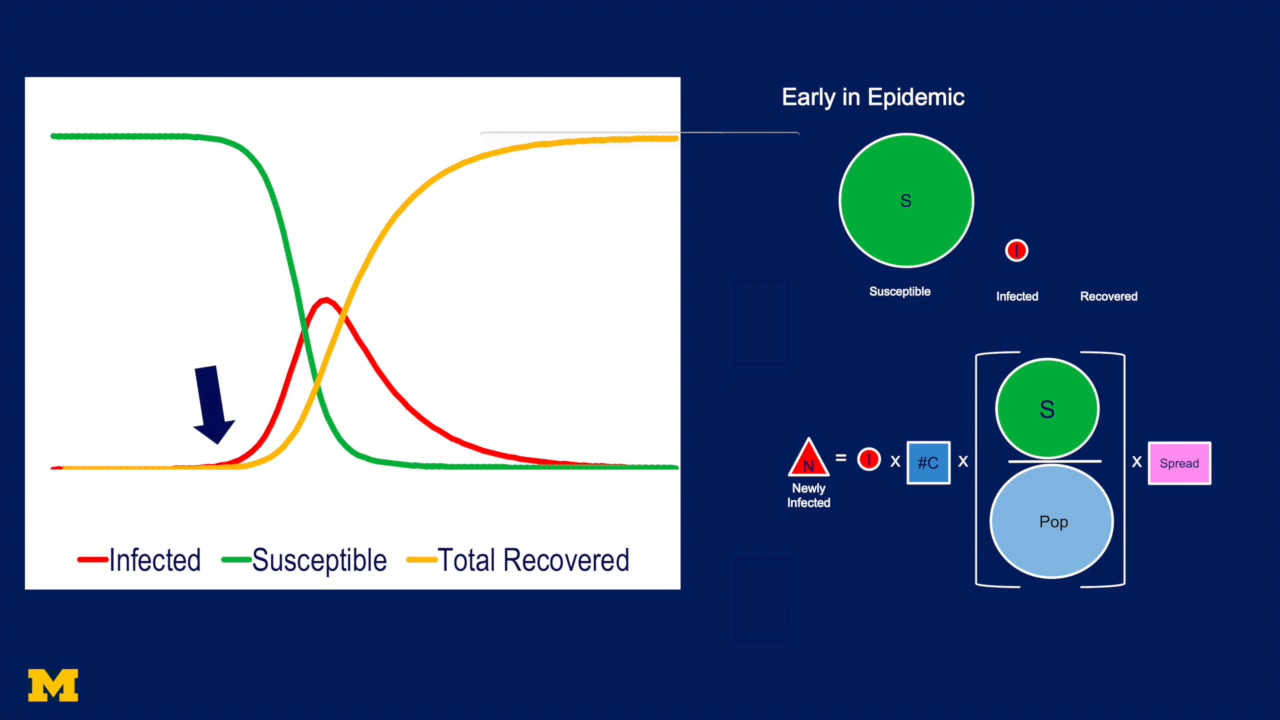 Early in Epidemic
S
I
Susceptible
Infected
Recovered
N
=
I
x
#C
x
S
Pop
x
Spread
Newly
Infected
Infected
Susceptible
Total Recovered
M